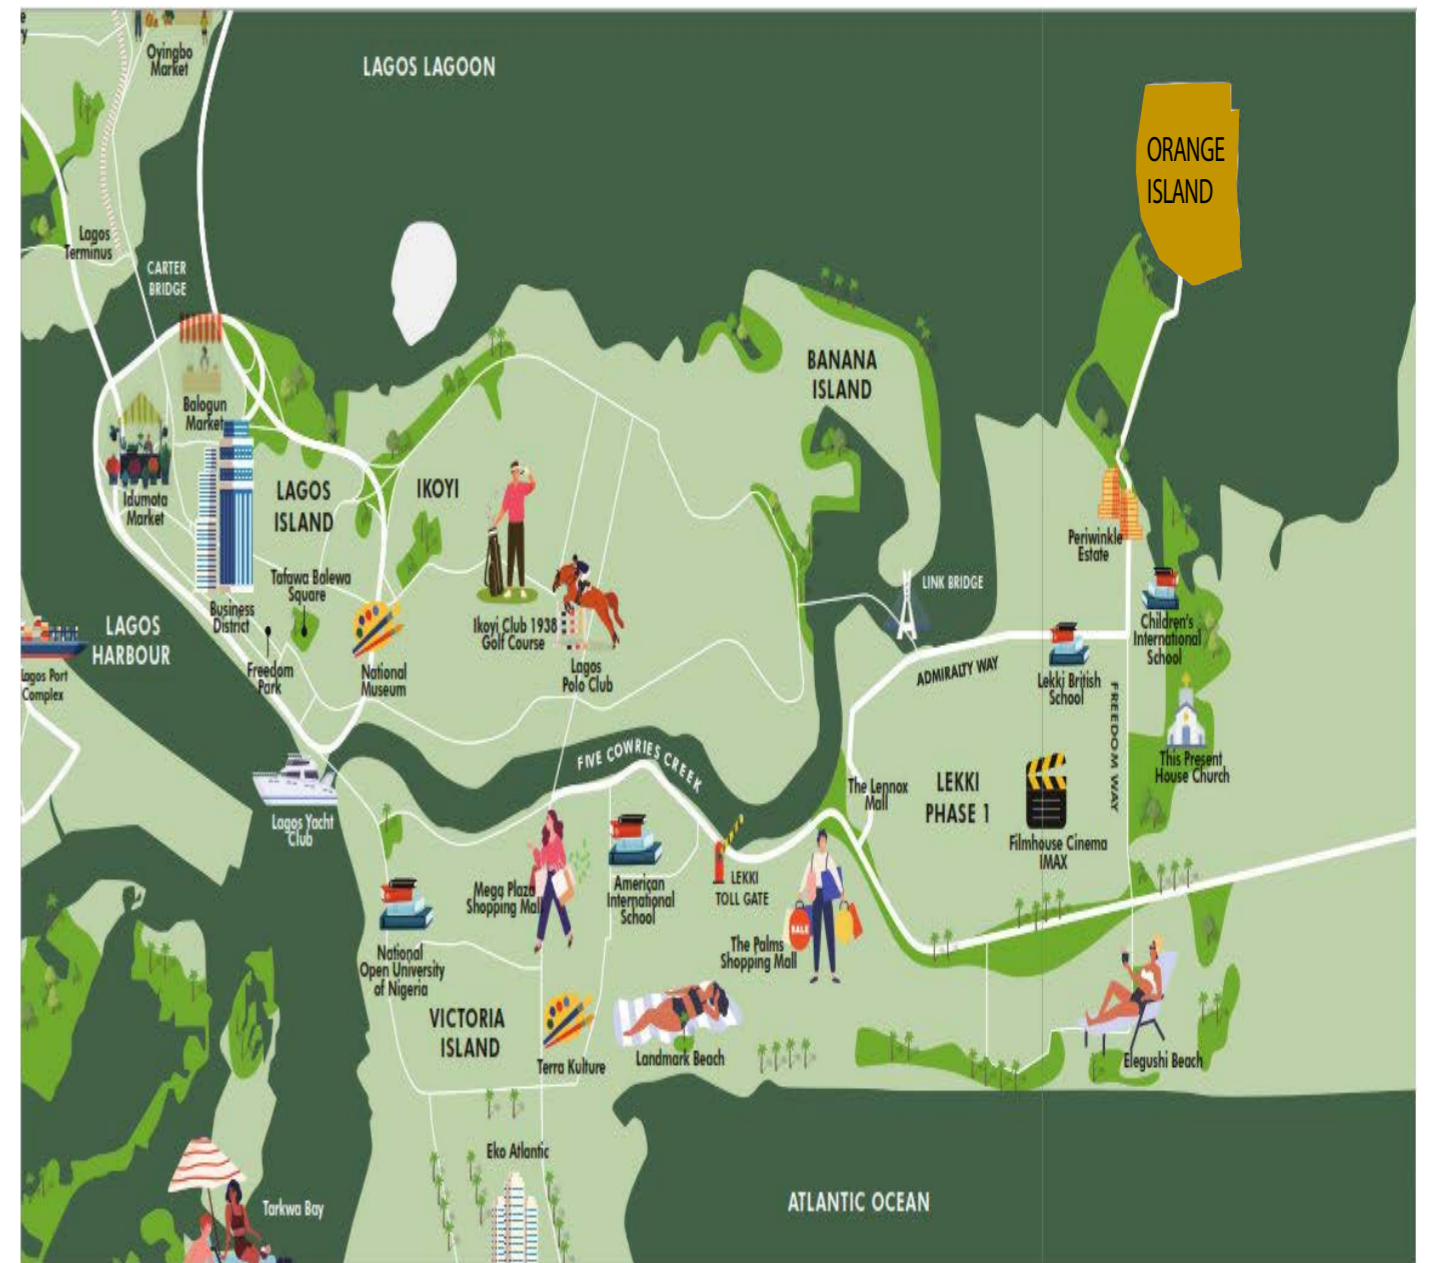 Oyingbo
Market
LAGOS LAGOON
ORANGE
ISLAND
Lagos
Terminus
CARTER
BRIDGE
BANANA
ISLAND
Balogun
Market
Idumota
Market
LAGOS
ISLAND
IKOYI
Periwinkle
Estate
LINK BRIDGE
Tafawa Balewa
Square
Business
District
LAGOS
HARBOUR
Ikoyi Club 1938
Golf Course
Children's
International
School
Lagos Port
Complex
Freedom
Park
National
Museum
Lagos
Polo Club
ADMIRALTY WAY
Lekki British
School
FREEDOM WAY
FIVE COWRIES CREEK
This Present
House Church
The Lennox
Mall
LEKKI
PHASE 1
Lagos Yacht
Club
Filmhouse Cinema
IMAX
Mega Plaza
Shopping Mall
American
International
School
LEKKI
TOLL GATE
SALE
The Palms
Shopping Mall
National
Open University
of Nigeria
VICTORIA
ISLAND
Terra Kulture
Landmark Beach
Elegushi Beach
Eko Atlantic
Tarkwa Bay
ATLANTIC OCEAN